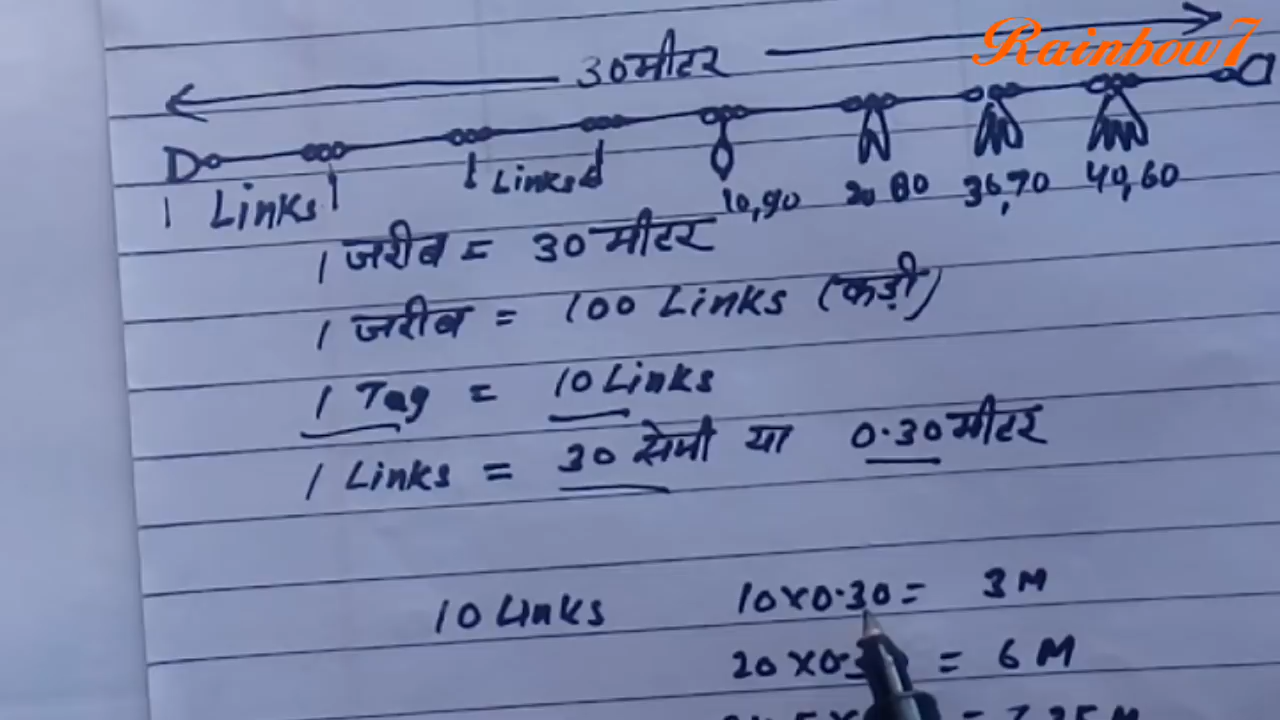 Rainbow7
30 मीटर
1 Links
Links
10,90 20 80 30,70 40,60
1 जरीब = 30 मीटर
1 जरीब = 100 Links (कड़ी)
1 Tag = 10 Links
1 Links = 30 सेमी या 0.30 मीटर
10 Links 10×0.30 = 3 M
= 6 M